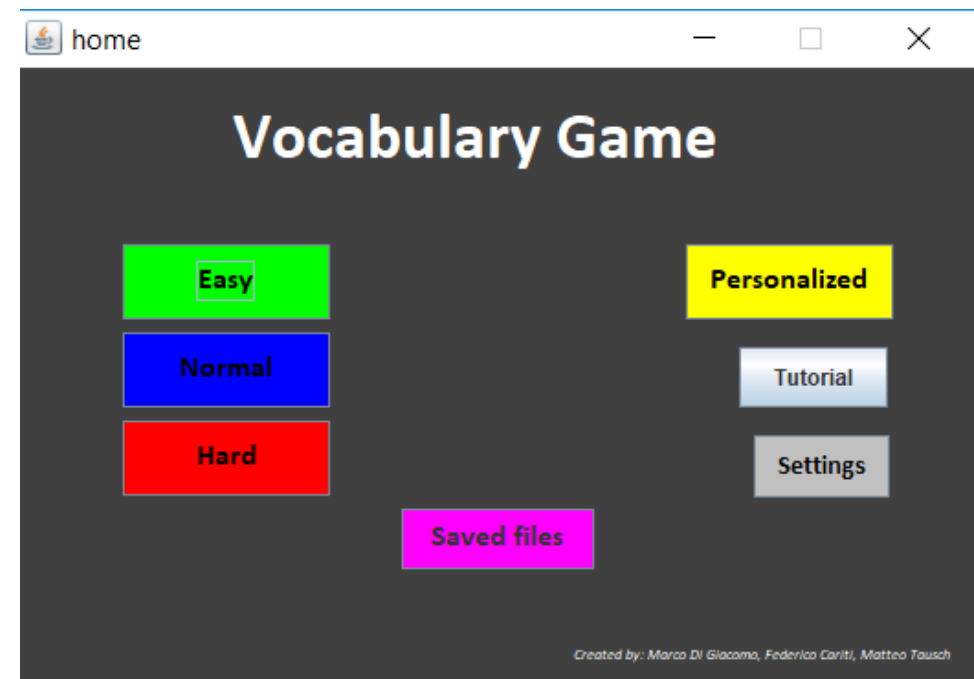 home
Vocabulary Game
Easy
Personalized
Normal
Tutorial
Hard
Settings
Saved files
Created by: Marco Di Giacomo, Federico Cariti, Matteo Tausch